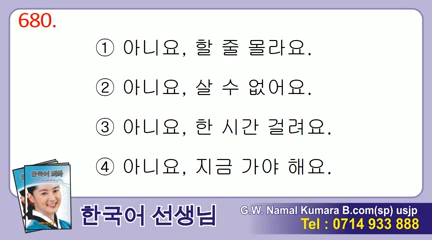 680.
① 아니요, 할 줄 몰라요.
② 아니요, 살 수 없어요.
③ 아니요, 한 시간 걸려요.
④ 아니요, 지금 가야 해요.
한국어 선생님
G.W. Namal Kumara B.com(sp) usjp
Tel : 0714 933 888